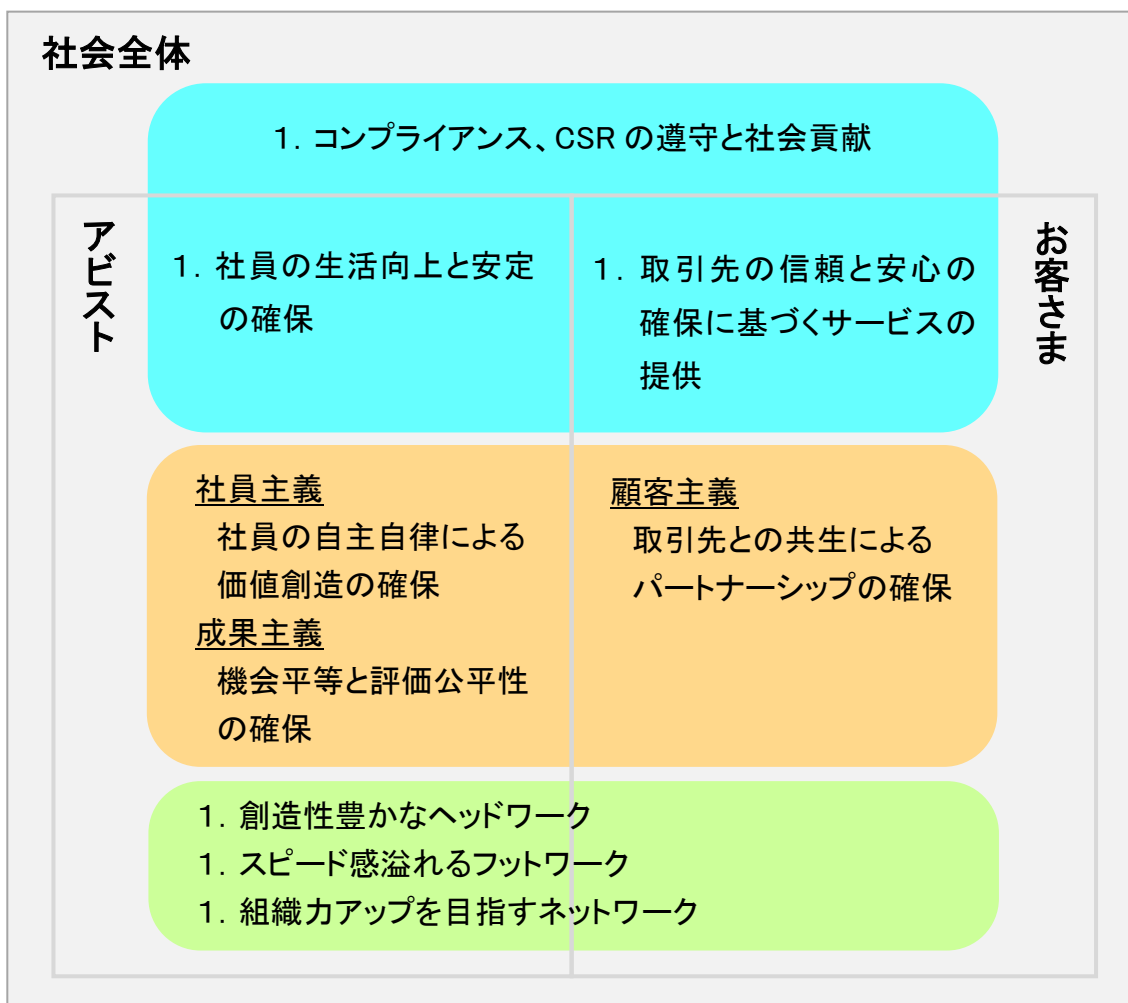 社会全体
1．コンプライアンス、CSR の遵守と社会貢献
アビスト
1．社員の生活向上と安定
の確保
1．取引先の信頼と安心の
確保に基づくサービスの
提供
お客さま
社員主義
社員の自主自律による
価値創造の確保
成果主義
機会平等と評価公平性
の確保
顧客主義
取引先との共生による
パートナーシップの確保
1．創造性豊かなヘッドワーク
1．スピード感溢れるフットワーク
1．組織力アップを目指すネットワーク